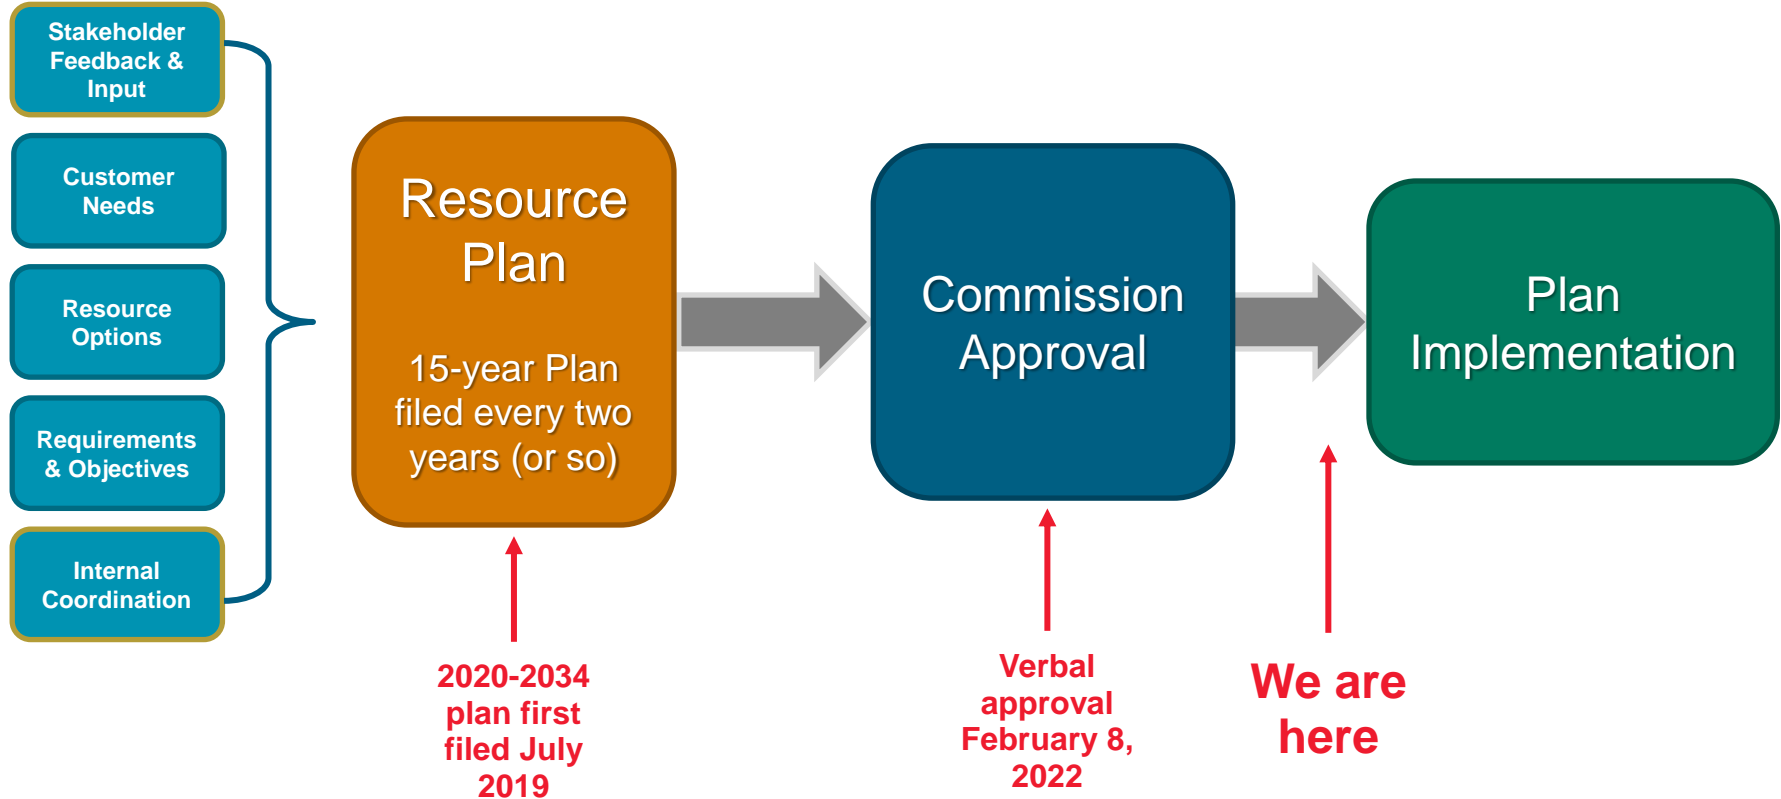 Stakeholder
Feedback &
Input
Customer
Needs
Resource
Options
Requirements
& Objectives
Internal
Coordination
Resource
Plan
15-year Plan
filed every two
years (or so)
2020-2034
plan first
filed July
2019
Commission
Approval
Verbal
approval
February 8,
2022
We are
here
Plan
Implementation